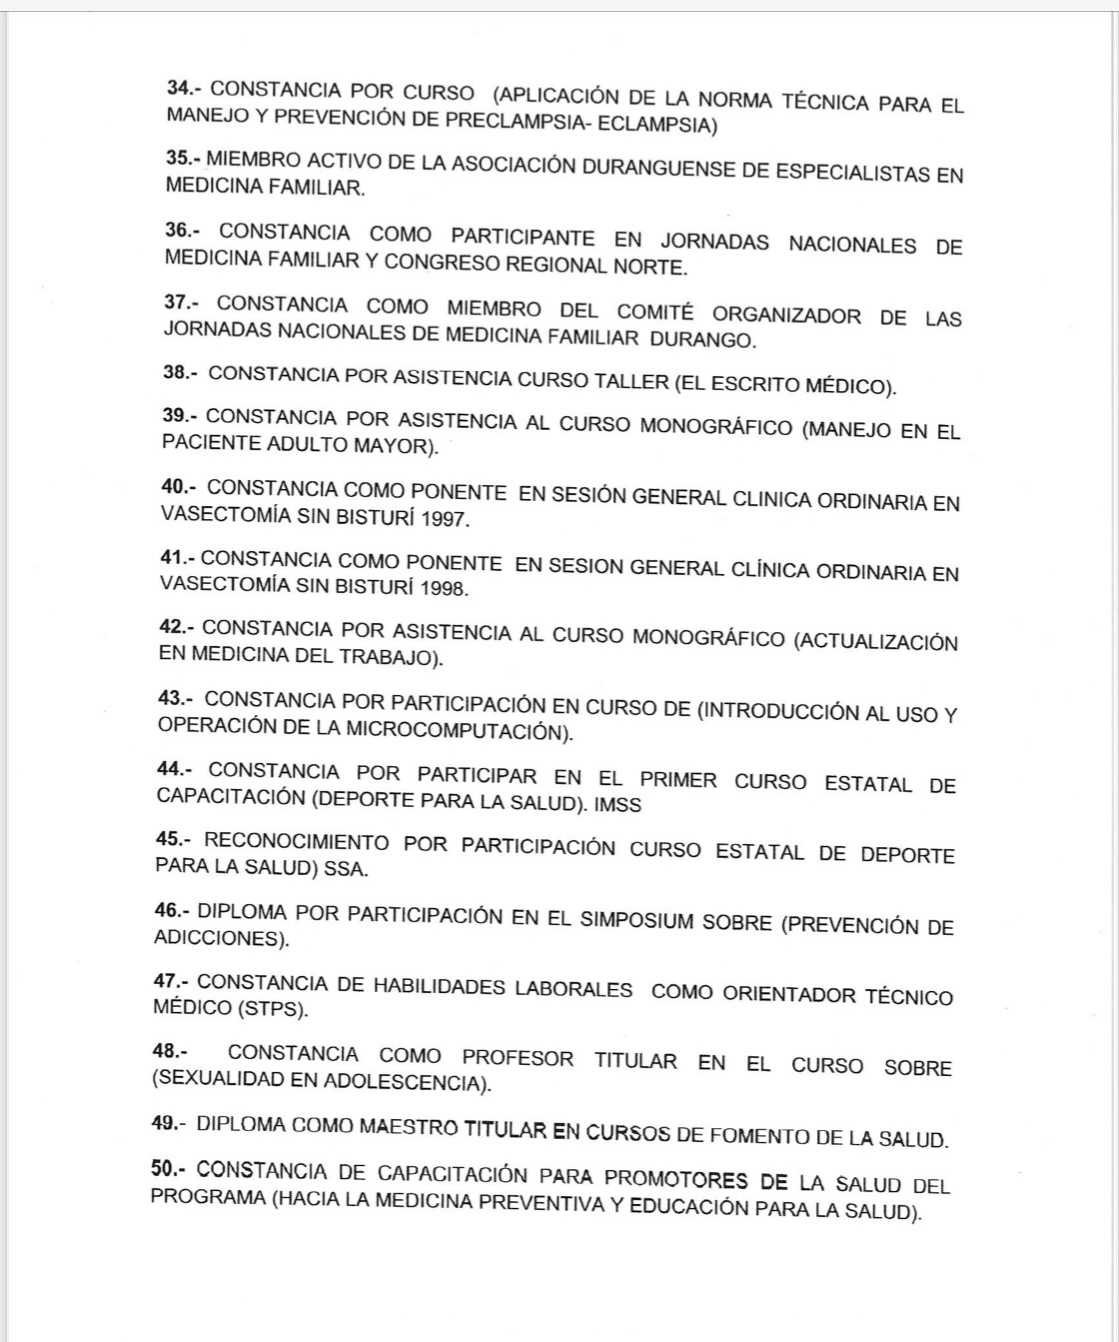 34.- CONSTANCIA POR CURSO (APLICACIÓN DE LA NORMA TÉCNICA PARA EL
MANEJO Y PREVENCIÓN DE PRECLAMPSIA- ECLAMPSIA)
35.- MIEMBRO ACTIVO DE LA ASOCIACIÓN DURANGUENSE DE ESPECIALISTAS EN
MEDICINA FAMILIAR.
36.- CONSTANCIA COMO PARTICIPANTE EN JORNADAS NACIONALES DE
MEDICINA FAMILIAR Y CONGRESO REGIONAL NORTE.
37.- CONSTANCIA COMO MIEMBRO DEL COMITÉ ORGANIZADOR DE LAS
JORNADAS NACIONALES DE MEDICINA FAMILIAR DURANGO.
38.- CONSTANCIA POR ASISTENCIA CURSO TALLER (EL ESCRITO MÉDICO).
39.- CONSTANCIA POR ASISTENCIA AL CURSO MONOGRÁFICO (MANEJO EN EL
PACIENTE ADULTO MAYOR).
40.- CONSTANCIA COMO PONENTE EN SESIÓN GENERAL CLINICA ORDINARIA EN
VASECTOMÍA SIN BISTURÍ 1997.
41.- CONSTANCIA COMO PONENTE EN SESION GENERAL CLÍNICA ORDINARIA EN
VASECTOMÍA SIN BISTURÍ 1998.
42.- CONSTANCIA POR ASISTENCIA AL CURSO MONOGRÁFICO (ACTUALIZACIÓN
EN MEDICINA DEL TRABAJO).
43.- CONSTANCIA POR PARTICIPACIÓN EN CURSO DE (INTRODUCCIÓN AL USO Y
OPERACIÓN DE LA MICROCOMPUTACIÓN).
44.- CONSTANCIA POR PARTICIPAR EN EL PRIMER CURSO ESTATAL DE
CAPACITACIÓN (DEPORTE PARA LA SALUD). IMSS
45.- RECONOCIMIENTO POR PARTICIPACIÓN CURSO ESTATAL DE DEPORTE
PARA LA SALUD) SSA.
46.- DIPLOMA POR PARTICIPACIÓN EN EL SIMPOSIUM SOBRE (PREVENCIÓN DE
ADICCIONES).
47.- CONSTANCIA DE HABILIDADES LABORALES COMO ORIENTADOR TÉCNICO
MÉDICO (STPS).
48.- CONSTANCIA COMO PROFESOR TITULAR EN EL CURSO SOBRE
(SEXUALIDAD EN ADOLESCENCIA).
49.- DIPLOMA COMO MAESTRO TITULAR EN CURSOS DE FOMENTO DE LA SALUD.
50.- CONSTANCIA DE CAPACITACIÓN PARA PROMOTORES DE LA SALUD DEL
PROGRAMA (HACIA LA MEDICINA PREVENTIVA Y EDUCACIÓN PARA LA SALUD).